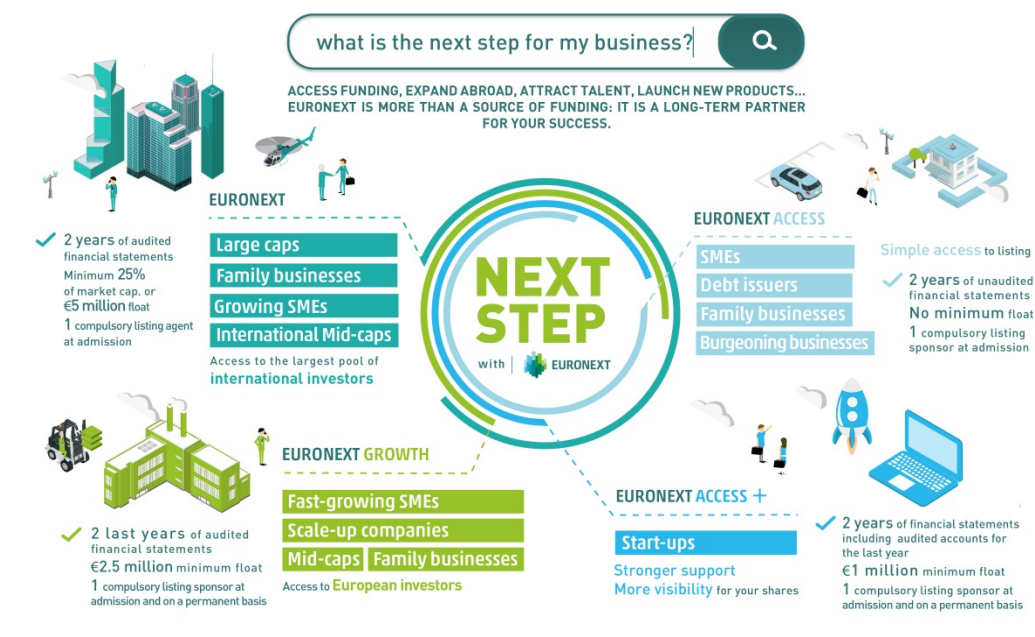 what is the next step for my business?
ACCESS FUNDING, EXPAND ABROAD, ATTRACT TALENT, LAUNCH NEW PRODUCTS...
EURONEXT IS MORE THAN A SOURCE OF FUNDING: IT IS A LONG-TERM PARTNER
FOR YOUR SUCCESS.
EURONEXT
Large caps
Family businesses
Growing SMEs
International Mid-caps
Access to the largest pool of
international investors
2 years of audited
financial statements
Minimum 25%
of market cap. or
€5 million float
1 compulsory listing agent
at admission
NEXT
STEP
with | EURONEXT
EURONEXT ACCESS
SMEs
Debt issuers
Family businesses
Burgeoning businesses
Simple access to listing
2 years of unaudited
financial statements
No minimum float
1 compulsory listing
sponsor at admission
EURONEXT GROWTH
Fast-growing SMEs
Scale-up companies
Mid-caps Family businesses
Access to European investors
2 last years of audited
financial statements
€2.5 million minimum float
1 compulsory listing sponsor at
admission and on a permanent basis
EURONEXT ACCESS +
Start-ups
Stronger support
More visibility for your shares
2 years of financial statements
including audited accounts for
the last year
€1 million minimum float
1 compulsory listing sponsor at
admission and on a permanent basis